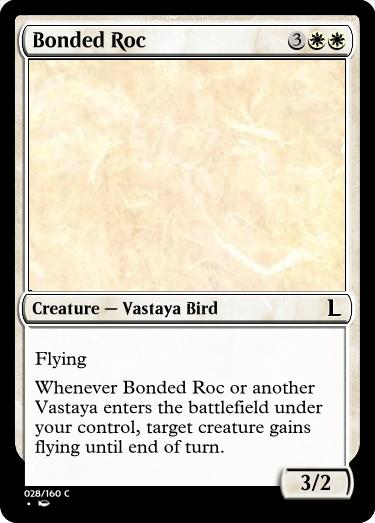 Bonded Roc 3
Creature — Vastaya Bird L
Flying
Whenever Bonded Roc or another
Vastaya enters the battlefield under
your control, target creature gains
flying until end of turn.
3/2
028/160 C